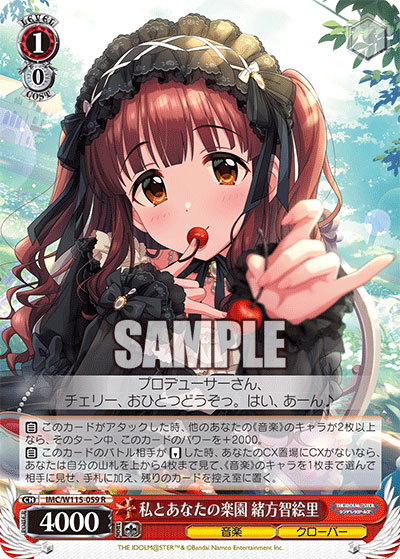 LEVEL
1
0
COST
SAMPLE
プロデューサーさん、
チェリー、おひとつどうぞっ。はい、あーん♪
このカードがアタックした時、他のあなたの《音楽》のキャラが2枚以上
なら、そのターン中、このカードのパワーを+2000。
このカードのバトル相手が【】した時、あなたのCX置場にCXがないなら、
あなたは自分の山札を上から4枚まで見て、《音楽》のキャラを1枚まで選んで
相手に見せ、手札に加え、残りのカードを控え室に置く。
CH IMC/W115-059 R
4000
私とあなたの楽園 緒方智絵里
音楽 クローバー
THE IDOLM@STER™ & ©Bandai Namco Entertainment Inc.